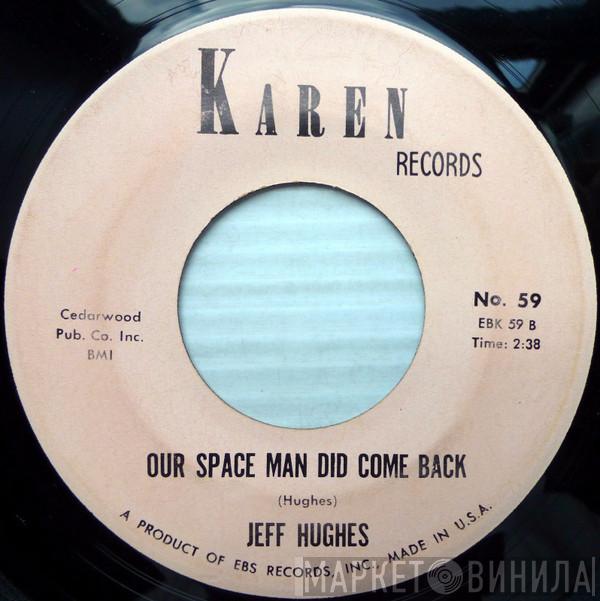 KAREN
RECORDS
Cedarwood
Pub. Co. Inc.
BMI
No. 59
EBK 59 B
Time: 2:38
OUR SPACE MAN DID COME BACK
(Hughes)
JEFF HUGHES
A PRODUCT OF EBS RECORDS, INC., MADE IN U.S.A.
МАРКЕТ ВИНИЛА